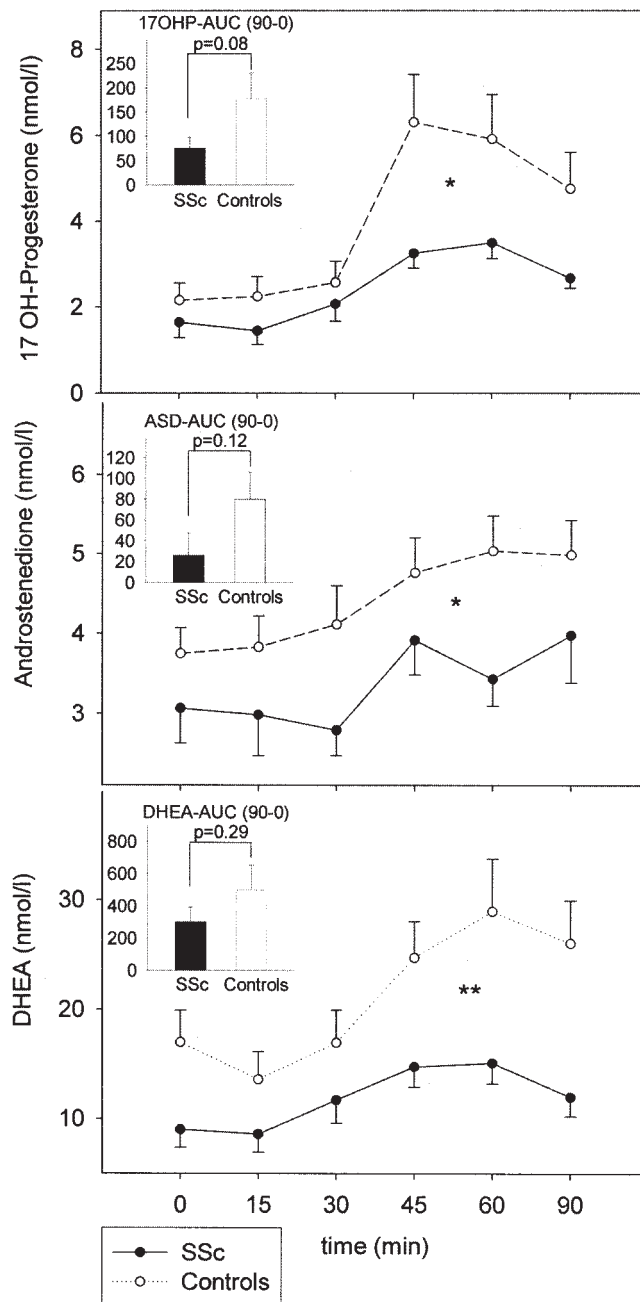 17OHP-AUC (90-0)
p=0.08
250
200
150
100
50
0
SSc Controls
17 OH-Progesterone (nmol/l)
8
6
4
2
0
*
ASD-AUC (90-0)
p=0.12
120
100
80
60
40
20
0
SSc Controls
Androstenedione (nmol/l)
6
5
4
3
*
DHEA-AUC (90-0)
p=0.29
800
600
400
200
0
SSc Controls
DHEA (nmol/l)
30
20
10
**
0 15 30 45 60 90
time (min)
SSc
Controls